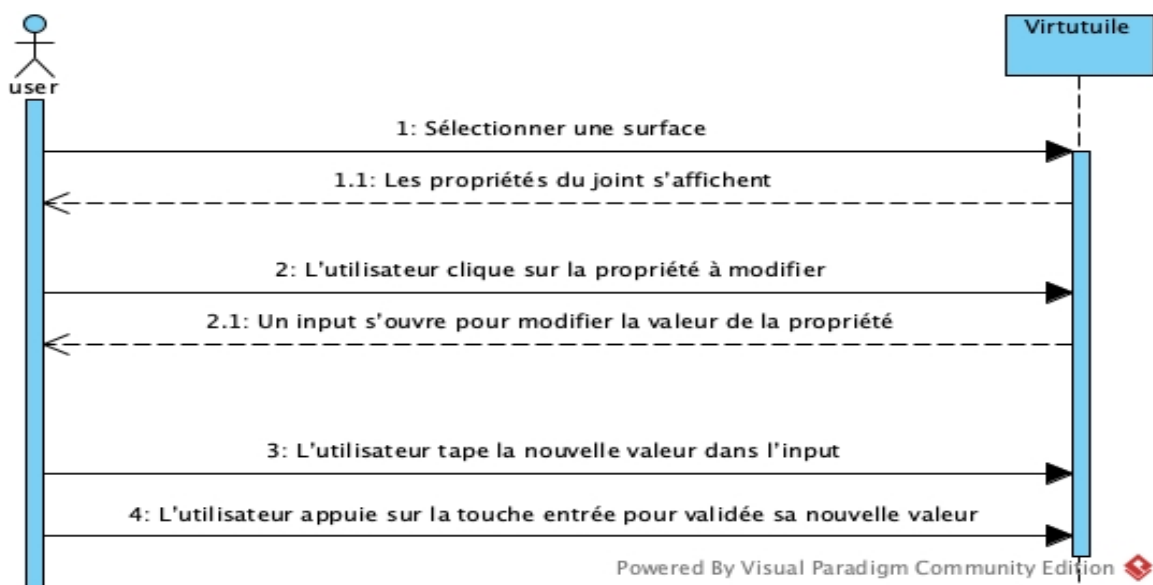 Virtutuile
user
1: Sélectionner une surface
1.1: Les propriétés du joint s'affichent
2: L'utilisateur clique sur la propriété à modifier
2.1: Un input s'ouvre pour modifier la valeur de la propriété
3: L'utilisateur tape la nouvelle valeur dans l'input
4: L'utilisateur appuie sur la touche entrée pour validée sa nouvelle valeur
Powered By Visual Paradigm Community Edition